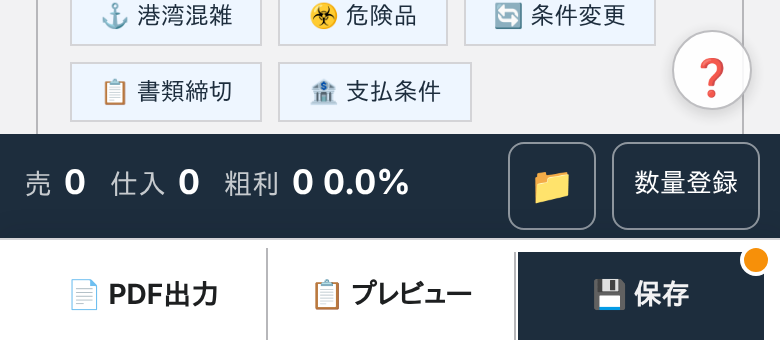 ⚓ 港湾混雑 ☣ 危険品 🔄 条件変更
📋 書類締切 🏦 支払条件
❓
売 0 仕入 0 粗利 0 0.0% 📁 数量登録
📄 PDF出力 📋 プレビュー 💾 保存